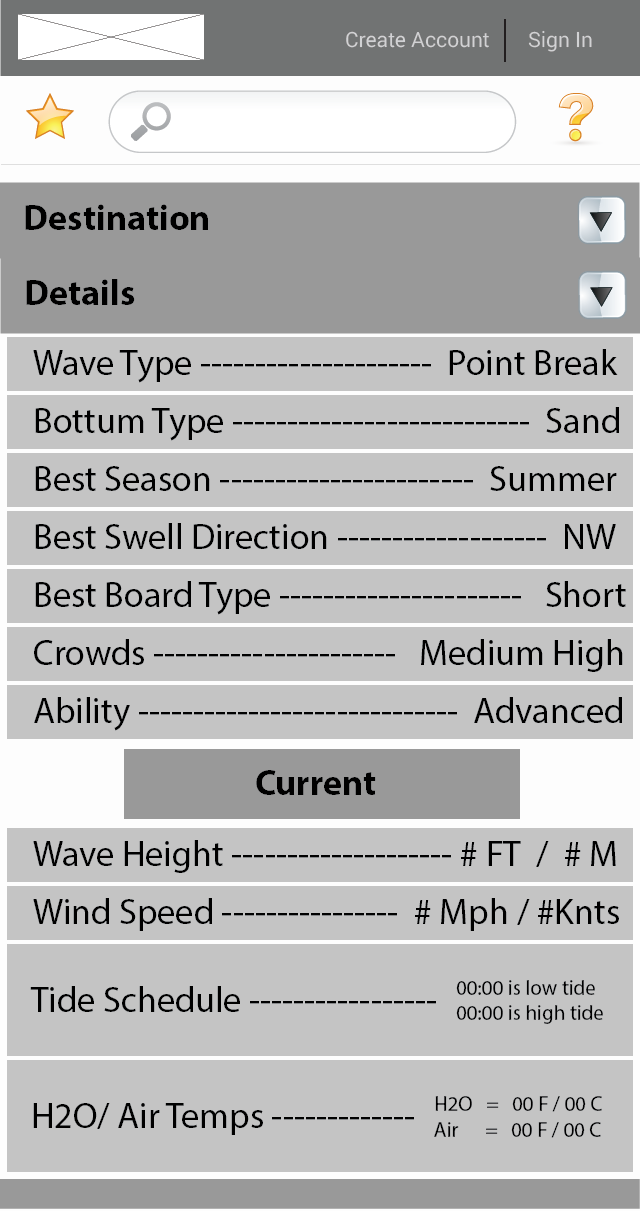 Create Account | Sign In
Destination
Details
Wave Type --------------------- Point Break
Bottum Type --------------------------- Sand
Best Season ----------------------- Summer
Best Swell Direction ------------------- NW
Best Board Type ---------------------- Short
Crowds ---------------------- Medium High
Ability ----------------------------- Advanced
Current
Wave Height -------------------- # FT / # M
Wind Speed ---------------- # Mph / #Knts
Tide Schedule ----------------- 00:00 is low tide
00:00 is high tide
H2O/ Air Temps ------------- H2O = 00 F / 00 C
Air = 00 F / 00 C